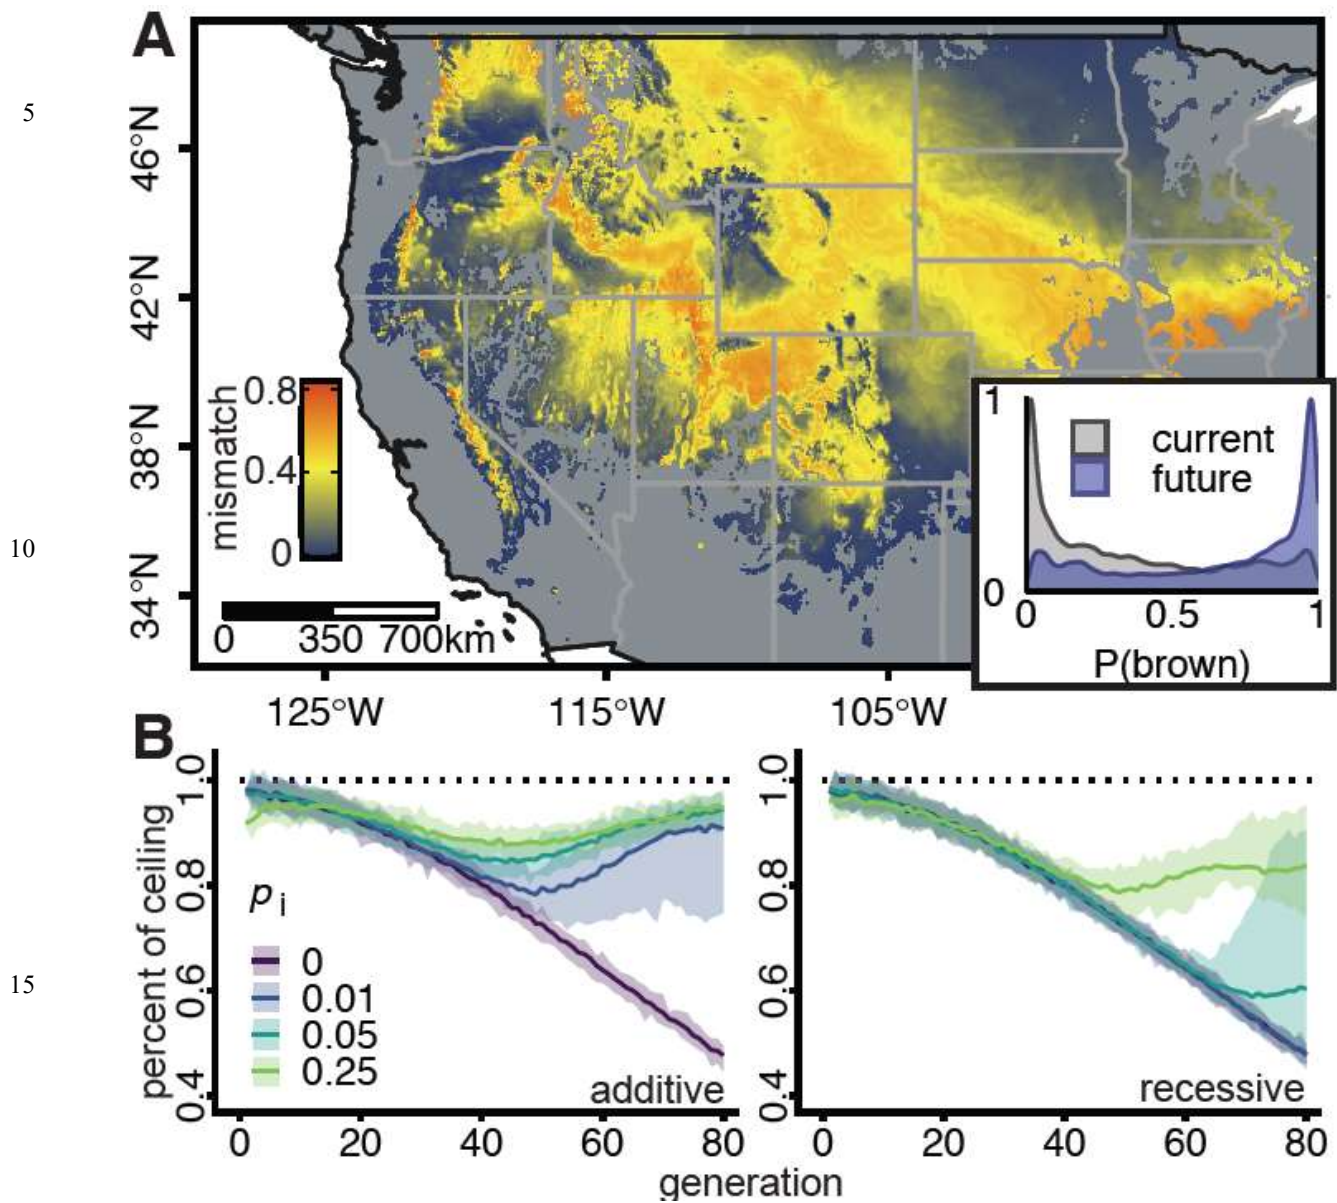 A
5
10
15
46°N
42°N
38°N
34°N
mismatch
0.8
0.4
0
0 350 700km
125°W 115°W 105°W
1
0
current
future
0 0.5 1
P(brown)
B
percent of ceiling
1.0
0.8
0.6
0.4
pi
0
0.01
0.05
0.25
additive
0 20 40 60 80
1.0
0.8
0.6
0.4
recessive
0 20 40 60 80
generation